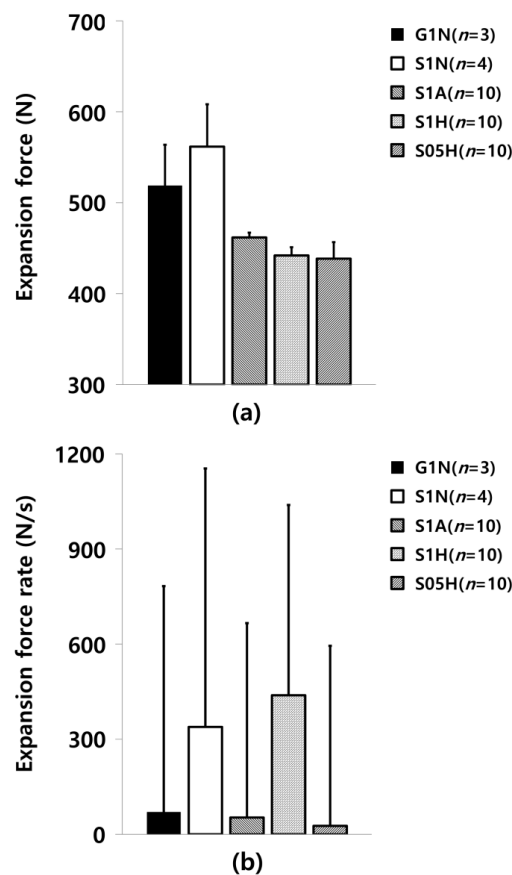 700
600
500
400
300
Expansion force (N)
G1N(n=3)
S1N(n=4)
S1A(n=10)
S1H(n=10)
S05H(n=10)
(a)
1200
900
600
300
0
Expansion force rate (N/s)
G1N(n=3)
S1N(n=4)
S1A(n=10)
S1H(n=10)
S05H(n=10)
(b)